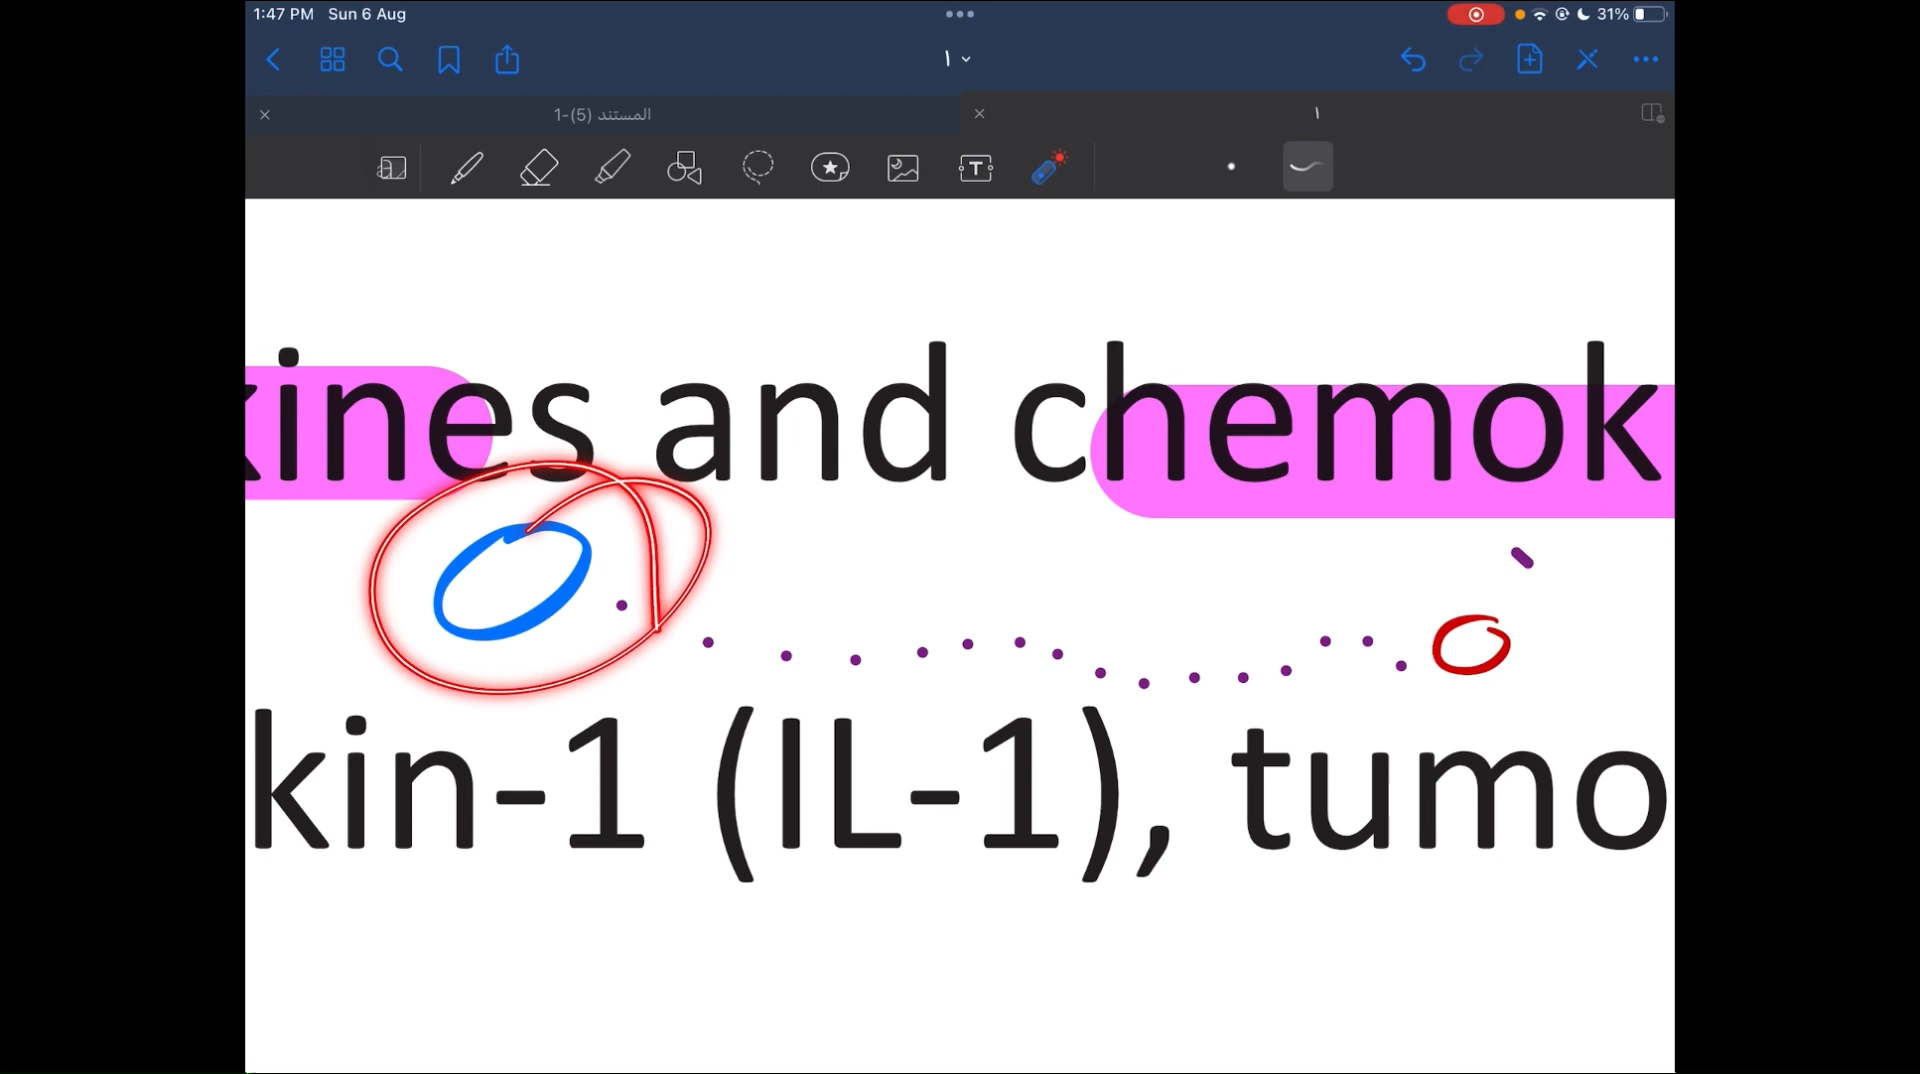 1:47 PM Sun 6 Aug
31%
١
المستند (5)-1
١
T
kines and chemok
kin-1 (IL-1), tumo